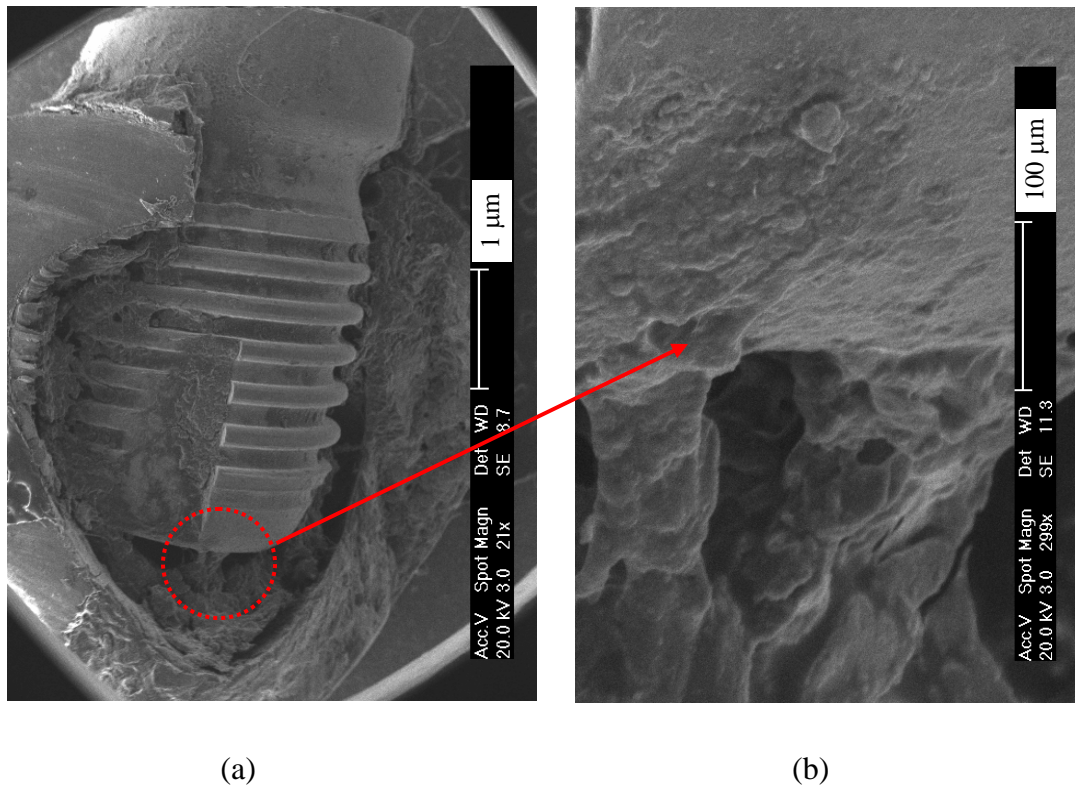 1 μm
Acc.V Spot Magn Det WD
20.0 kV 3.0 21x SE 8.7
100 μm
Acc.V Spot Magn Det WD
20.0 kV 3.0 299x SE 11.3
(a)
(b)